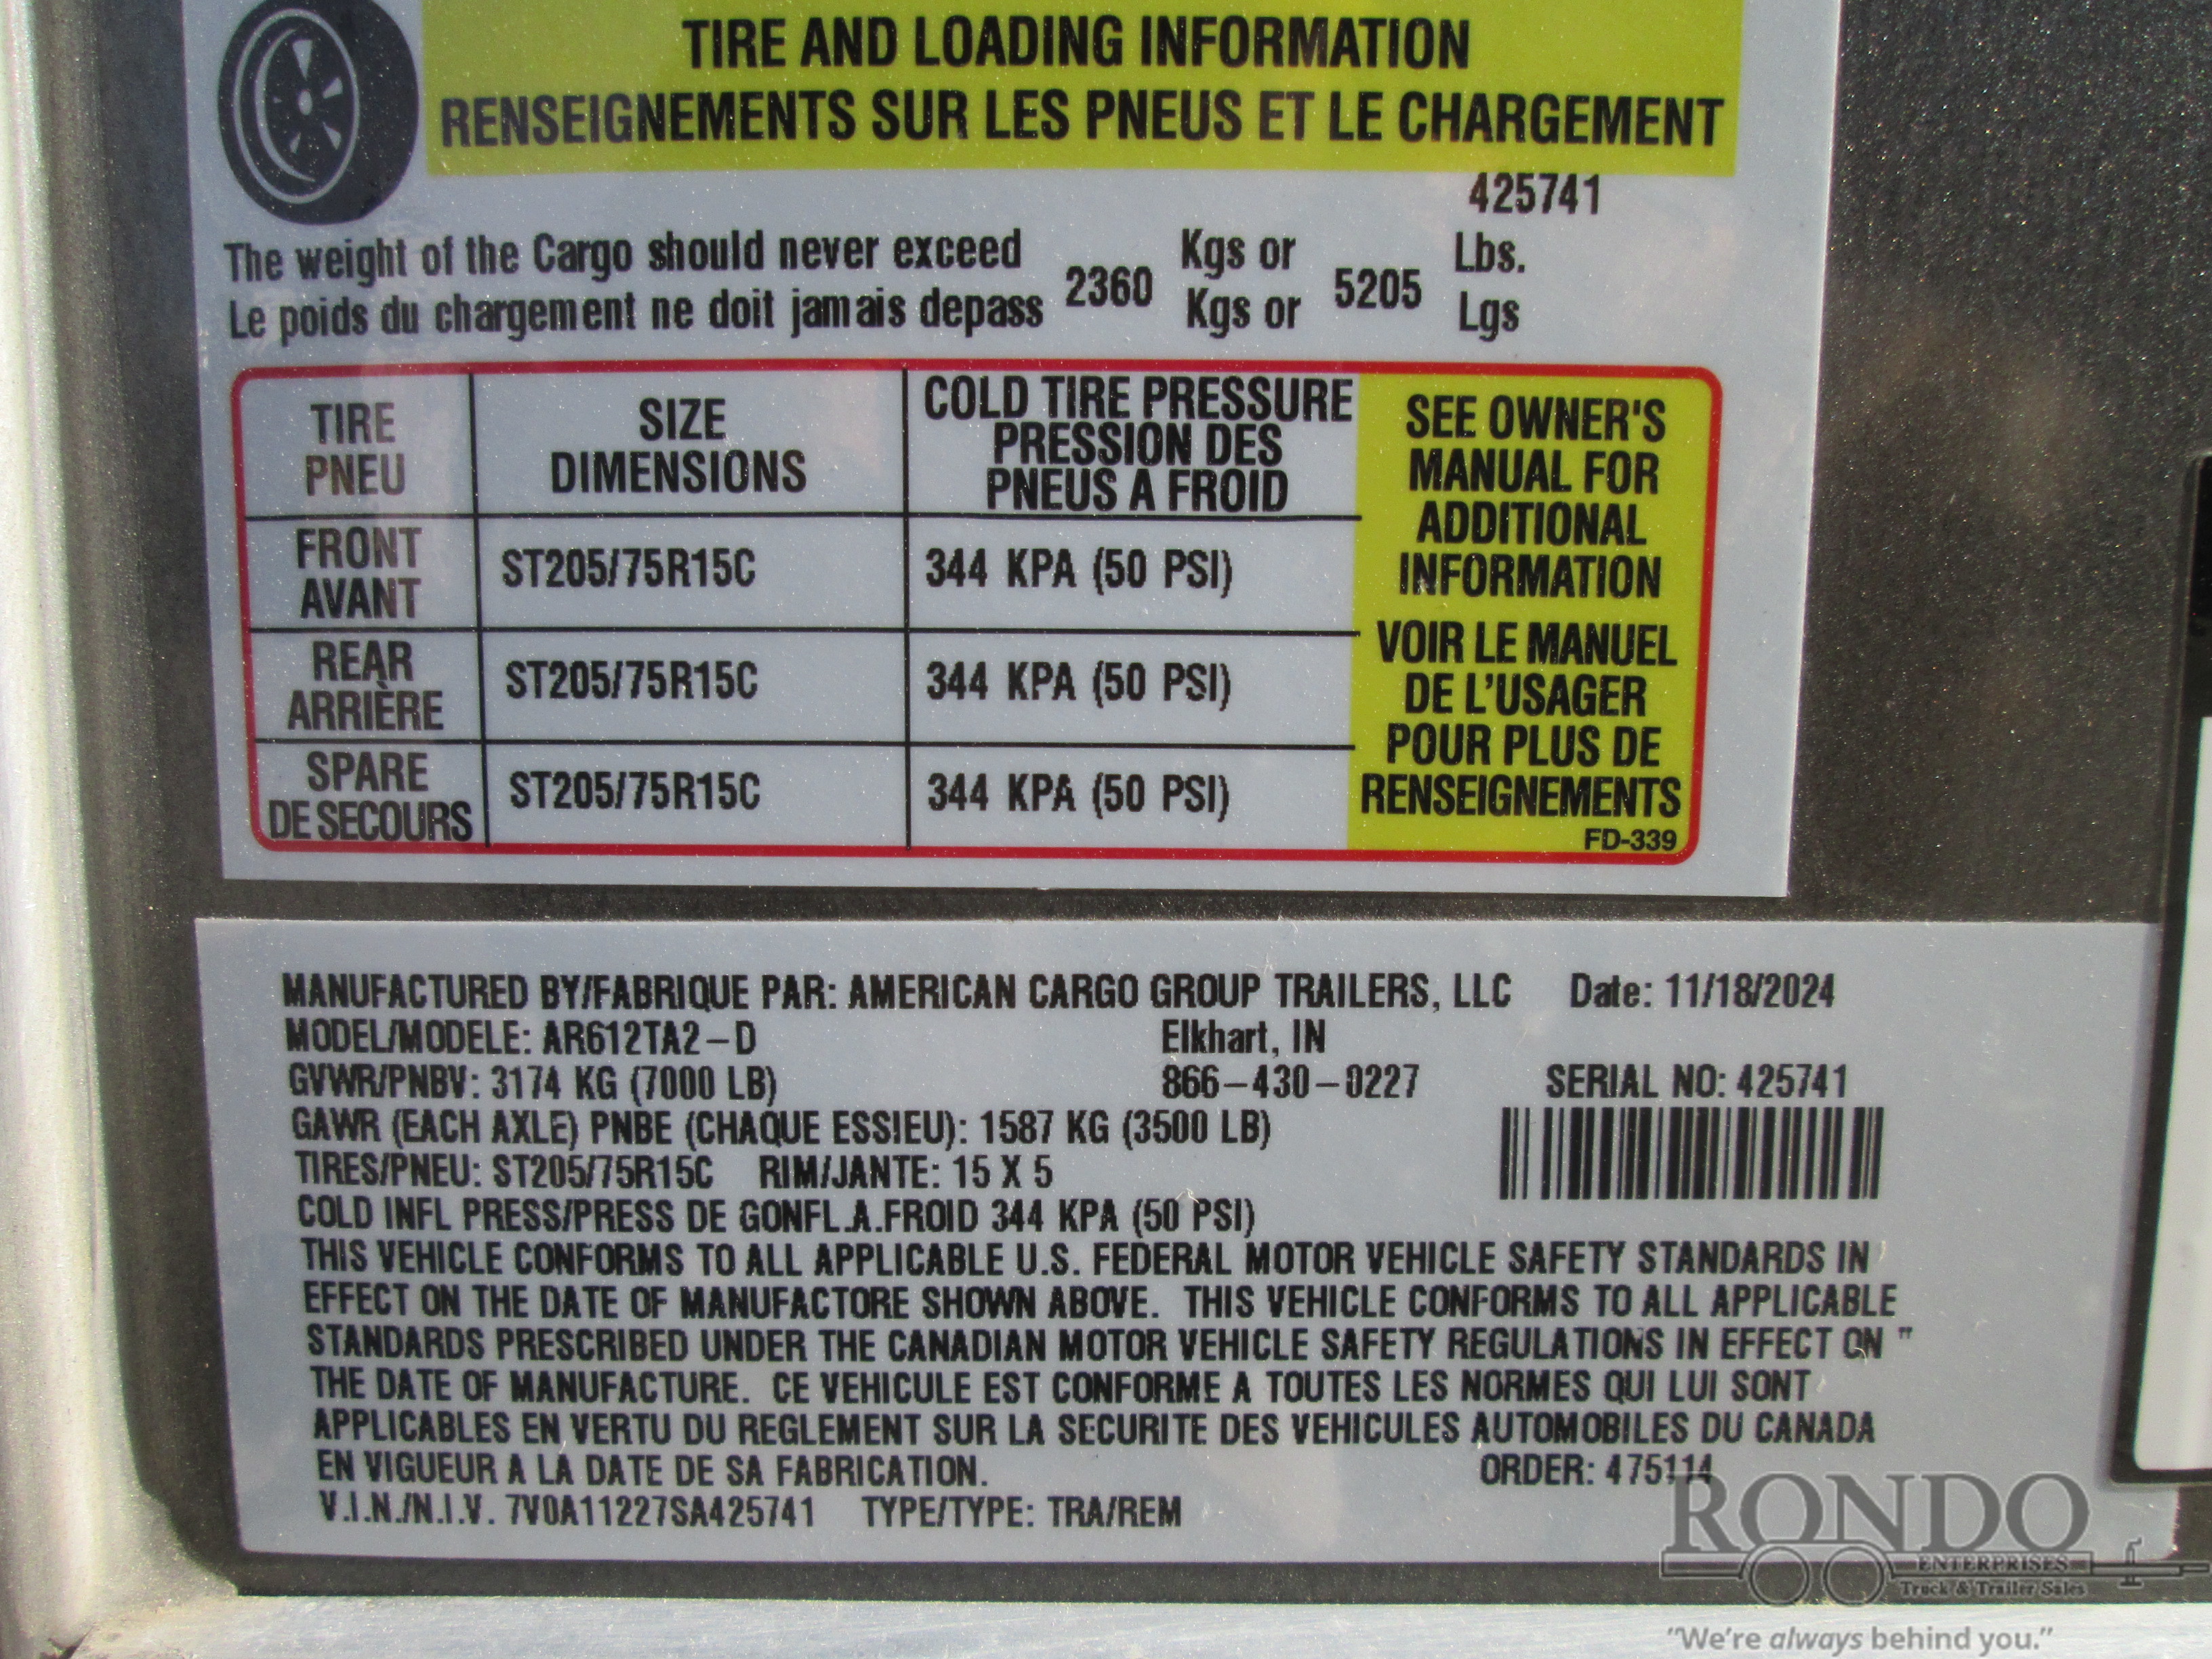 TIRE AND LOADING INFORMATION
RENSEIGNEMENTS SUR LES PNEUS ET LE CHARGEMENT
425741
The weight of the Cargo should never exceed 2360 Kgs or 5205 Lbs.
Le poids du chargement ne doit jamais depass Kgs or Lgs
TIRE
PNEU
SIZE
DIMENSIONS
COLD TIRE PRESSURE
PRESSION DES
PNEUS A FROID
FRONT
AVANT
ST205/75R15C
344 KPA (50 PSI)
REAR
ARRIÈRE
ST205/75R15C
344 KPA (50 PSI)
SPARE
DE SECOURS
ST205/75R15C
344 KPA (50 PSI)
SEE OWNER'S
MANUAL FOR
ADDITIONAL
INFORMATION
VOIR LE MANUEL
DE L'USAGER
POUR PLUS DE
RENSEIGNEMENTS
FD-339
MANUFACTURED BY/FABRIQUE PAR: AMERICAN CARGO GROUP TRAILERS, LLC Date: 11/18/2024
MODEL/MODELE: AR612TA2-D Elkhart, IN
GVWR/PNBV: 3174 KG (7000 LB) 866-430-0227 SERIAL NO: 425741
GAWR (EACH AXLE) PNBE (CHAQUE ESSIEU): 1587 KG (3500 LB)
TIRES/PNEU: ST205/75R15C RIM/JANTE: 15 X 5
COLD INFL PRESS/PRESS DE GONFL.A.FROID 344 KPA (50 PSI)
THIS VEHICLE CONFORMS TO ALL APPLICABLE U.S. FEDERAL MOTOR VEHICLE SAFETY STANDARDS IN
EFFECT ON THE DATE OF MANUFACTORE SHOWN ABOVE. THIS VEHICLE CONFORMS TO ALL APPLICABLE
STANDARDS PRESCRIBED UNDER THE CANADIAN MOTOR VEHICLE SAFETY REGULATIONS IN EFFECT ON "
THE DATE OF MANUFACTURE. CE VEHICULE EST CONFORME A TOUTES LES NORMES QUI LUI SONT
APPLICABLES EN VERTU DU REGLEMENT SUR LA SECURITE DES VEHICULES AUTOMOBILES DU CANADA
EN VIGUEUR A LA DATE DE SA FABRICATION. ORDER: 475114
V.I.N./N.I.V. 7V0A11227SA425741 TYPE/TYPE: TRA/REM
RONDO
ENTERPRISES
Truck & Trailer Sales
"We're always behind you."